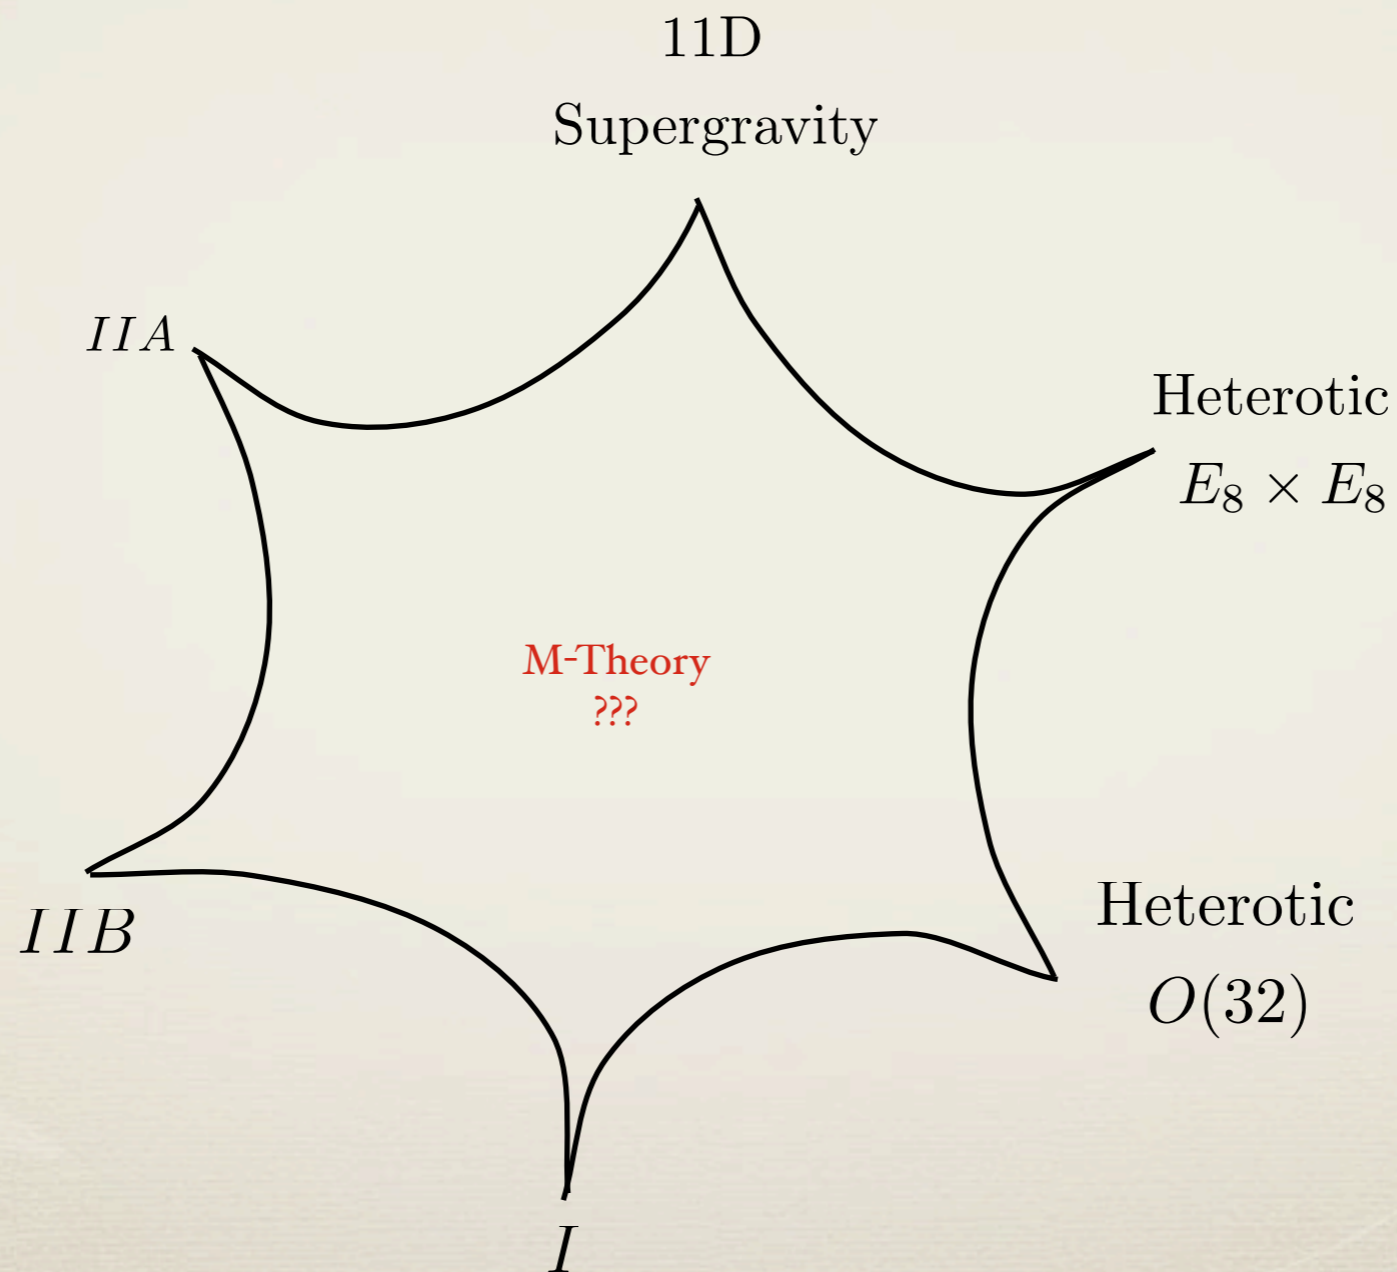 11D
Supergravity
IIA
Heterotic
E₈ × E₈
M-Theory
???
IIB
Heterotic
O(32)
I